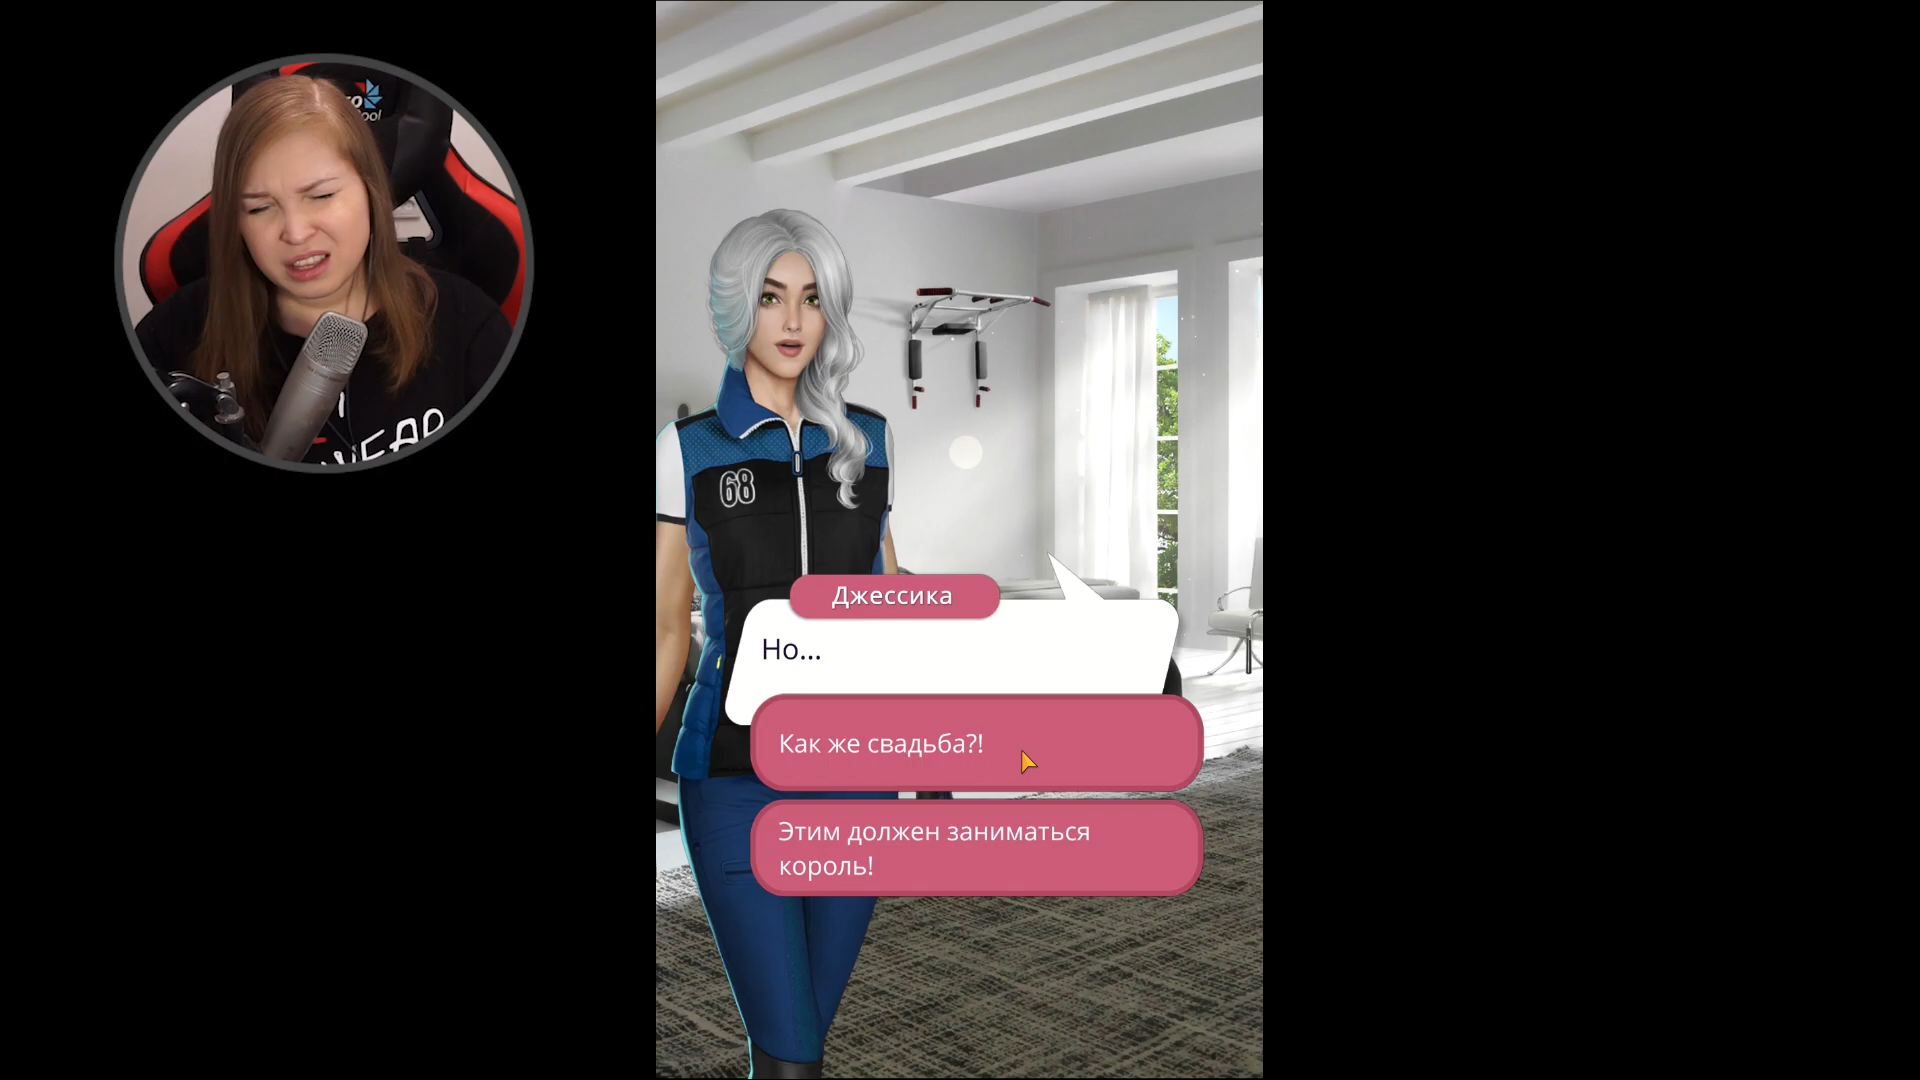 68
Джессика
Но...
Как же свадьба?!
Этим должен заниматься
король!